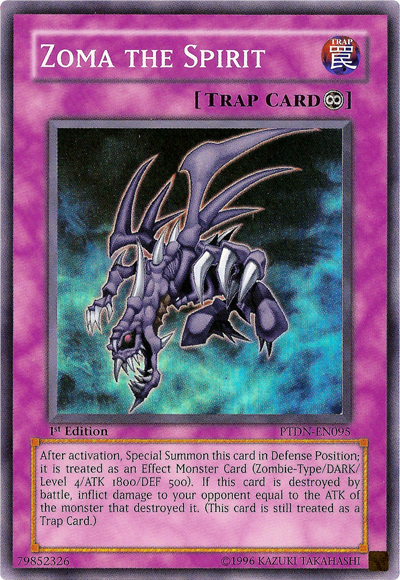 Zoma the Spirit
TRAP
罠
[Trap Card∞]
1st Edition
PTDN-EN095
After activation, Special Summon this card in Defense Position;
it is treated as an Effect Monster Card (Zombie-Type/DARK/
Level 4/ATK 1800/DEF 500). If this card is destroyed by
battle, inflict damage to your opponent equal to the ATK of
the monster that destroyed it. (This card is still treated as a
Trap Card.)
79852326
©1996 KAZUKI TAKAHASHI